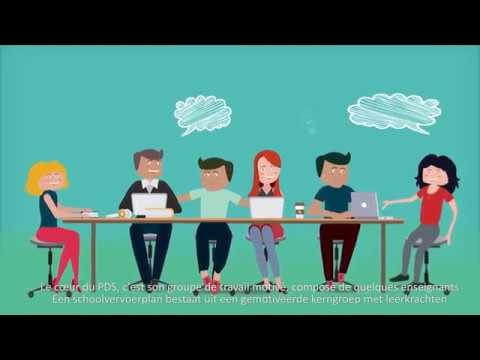 Le cœur du PDS, c'est son groupe de travail motivé, composé de quelques enseignants
Een schoolvervoerplan bestaat uit een gemotiveerde kerngroep met leerkrachten